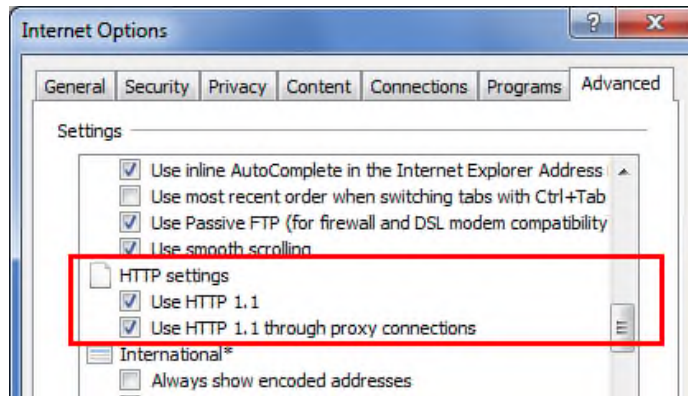 Internet Options
General Security Privacy Content Connections Programs Advanced
Settings
Use inline AutoComplete in the Internet Explorer Address
Use most recent order when switching tabs with Ctrl+Tab
Use Passive FTP (for firewall and DSL modem compatibility
Use smooth scrolling
HTTP settings
Use HTTP 1.1
Use HTTP 1.1 through proxy connections
International*
Always show encoded addresses